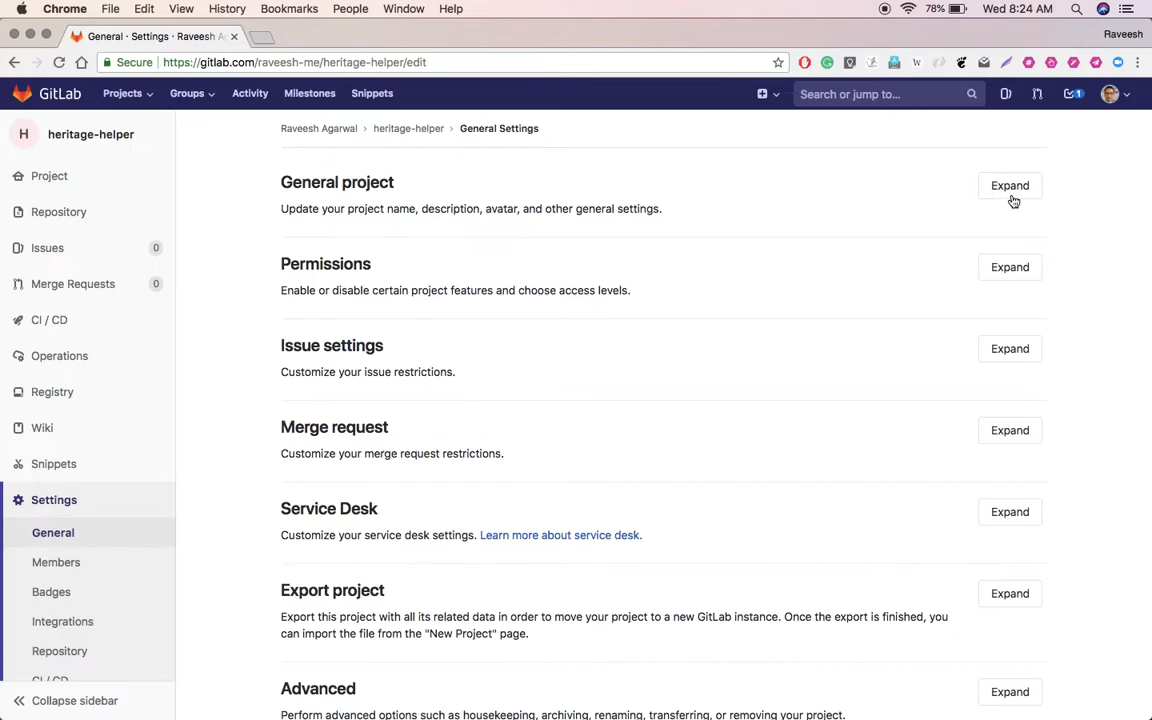 Chrome File Edit View History Bookmarks People Window Help 78% Wed 8:24 AM
General · Settings · Raveesh A
Raveesh
Secure https://gitlab.com/raveesh-me/heritage-helper/edit
GitLab Projects Groups Activity Milestones Snippets Search or jump to... 1
H heritage-helper
Raveesh Agarwal › heritage-helper › General Settings
Project
Repository
Issues 0
Merge Requests 0
CI / CD
Operations
Registry
Wiki
Snippets
Settings
General
Members
Badges
Integrations
Repository
CI / CD
Collapse sidebar
General project
Expand
Update your project name, description, avatar, and other general settings.
Permissions
Expand
Enable or disable certain project features and choose access levels.
Issue settings
Expand
Customize your issue restrictions.
Merge request
Expand
Customize your merge request restrictions.
Service Desk
Expand
Customize your service desk settings. Learn more about service desk.
Export project
Expand
Export this project with all its related data in order to move your project to a new GitLab instance. Once the export is finished, you
can import the file from the "New Project" page.
Advanced
Expand
Perform advanced options such as housekeeping, archiving, renaming, transferring, or removing your project.